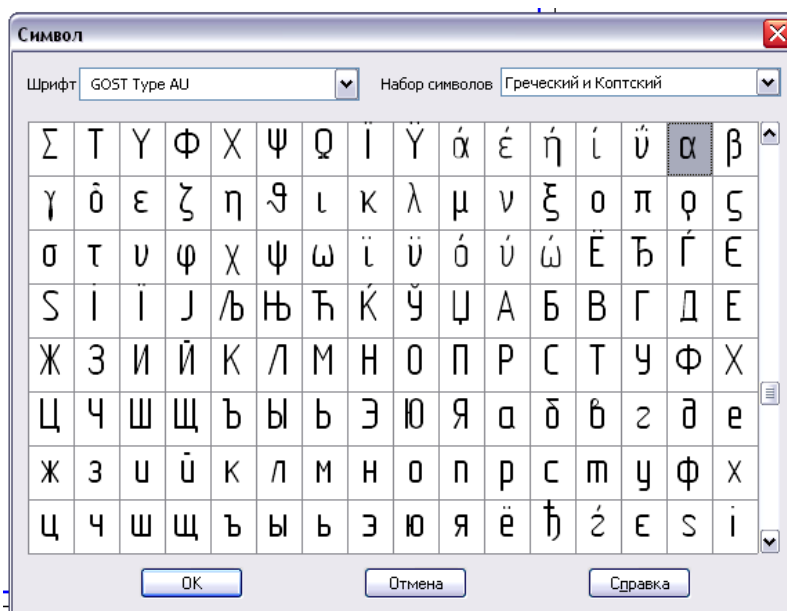 Символ
Шрифт GOST Type AU Набор символов Греческий и Коптский
Σ Τ Υ Φ Χ Ψ Ω Ϊ Ϋ ά έ ή ί ΰ α β
γ δ ε ζ η θ ι κ λ μ ν ξ ο π ρ ς
σ τ υ φ χ ψ ω ϊ ϋ ό ύ ώ Ё Ђ Ѓ Є
Ѕ І Ї Ј Љ Њ Ћ Ќ Ў Џ А Б В Г Д Е
Ж З И Й К Л М Н О П Р С Т У Ф Х
Ц Ч Ш Щ Ъ Ы Ь Э Ю Я а б в г д е
ж з и й к л м н о п р с т у ф х
ц ч ш щ ъ ы ь э ю я ё ђ ѓ є ѕ і
OK Отмена Справка